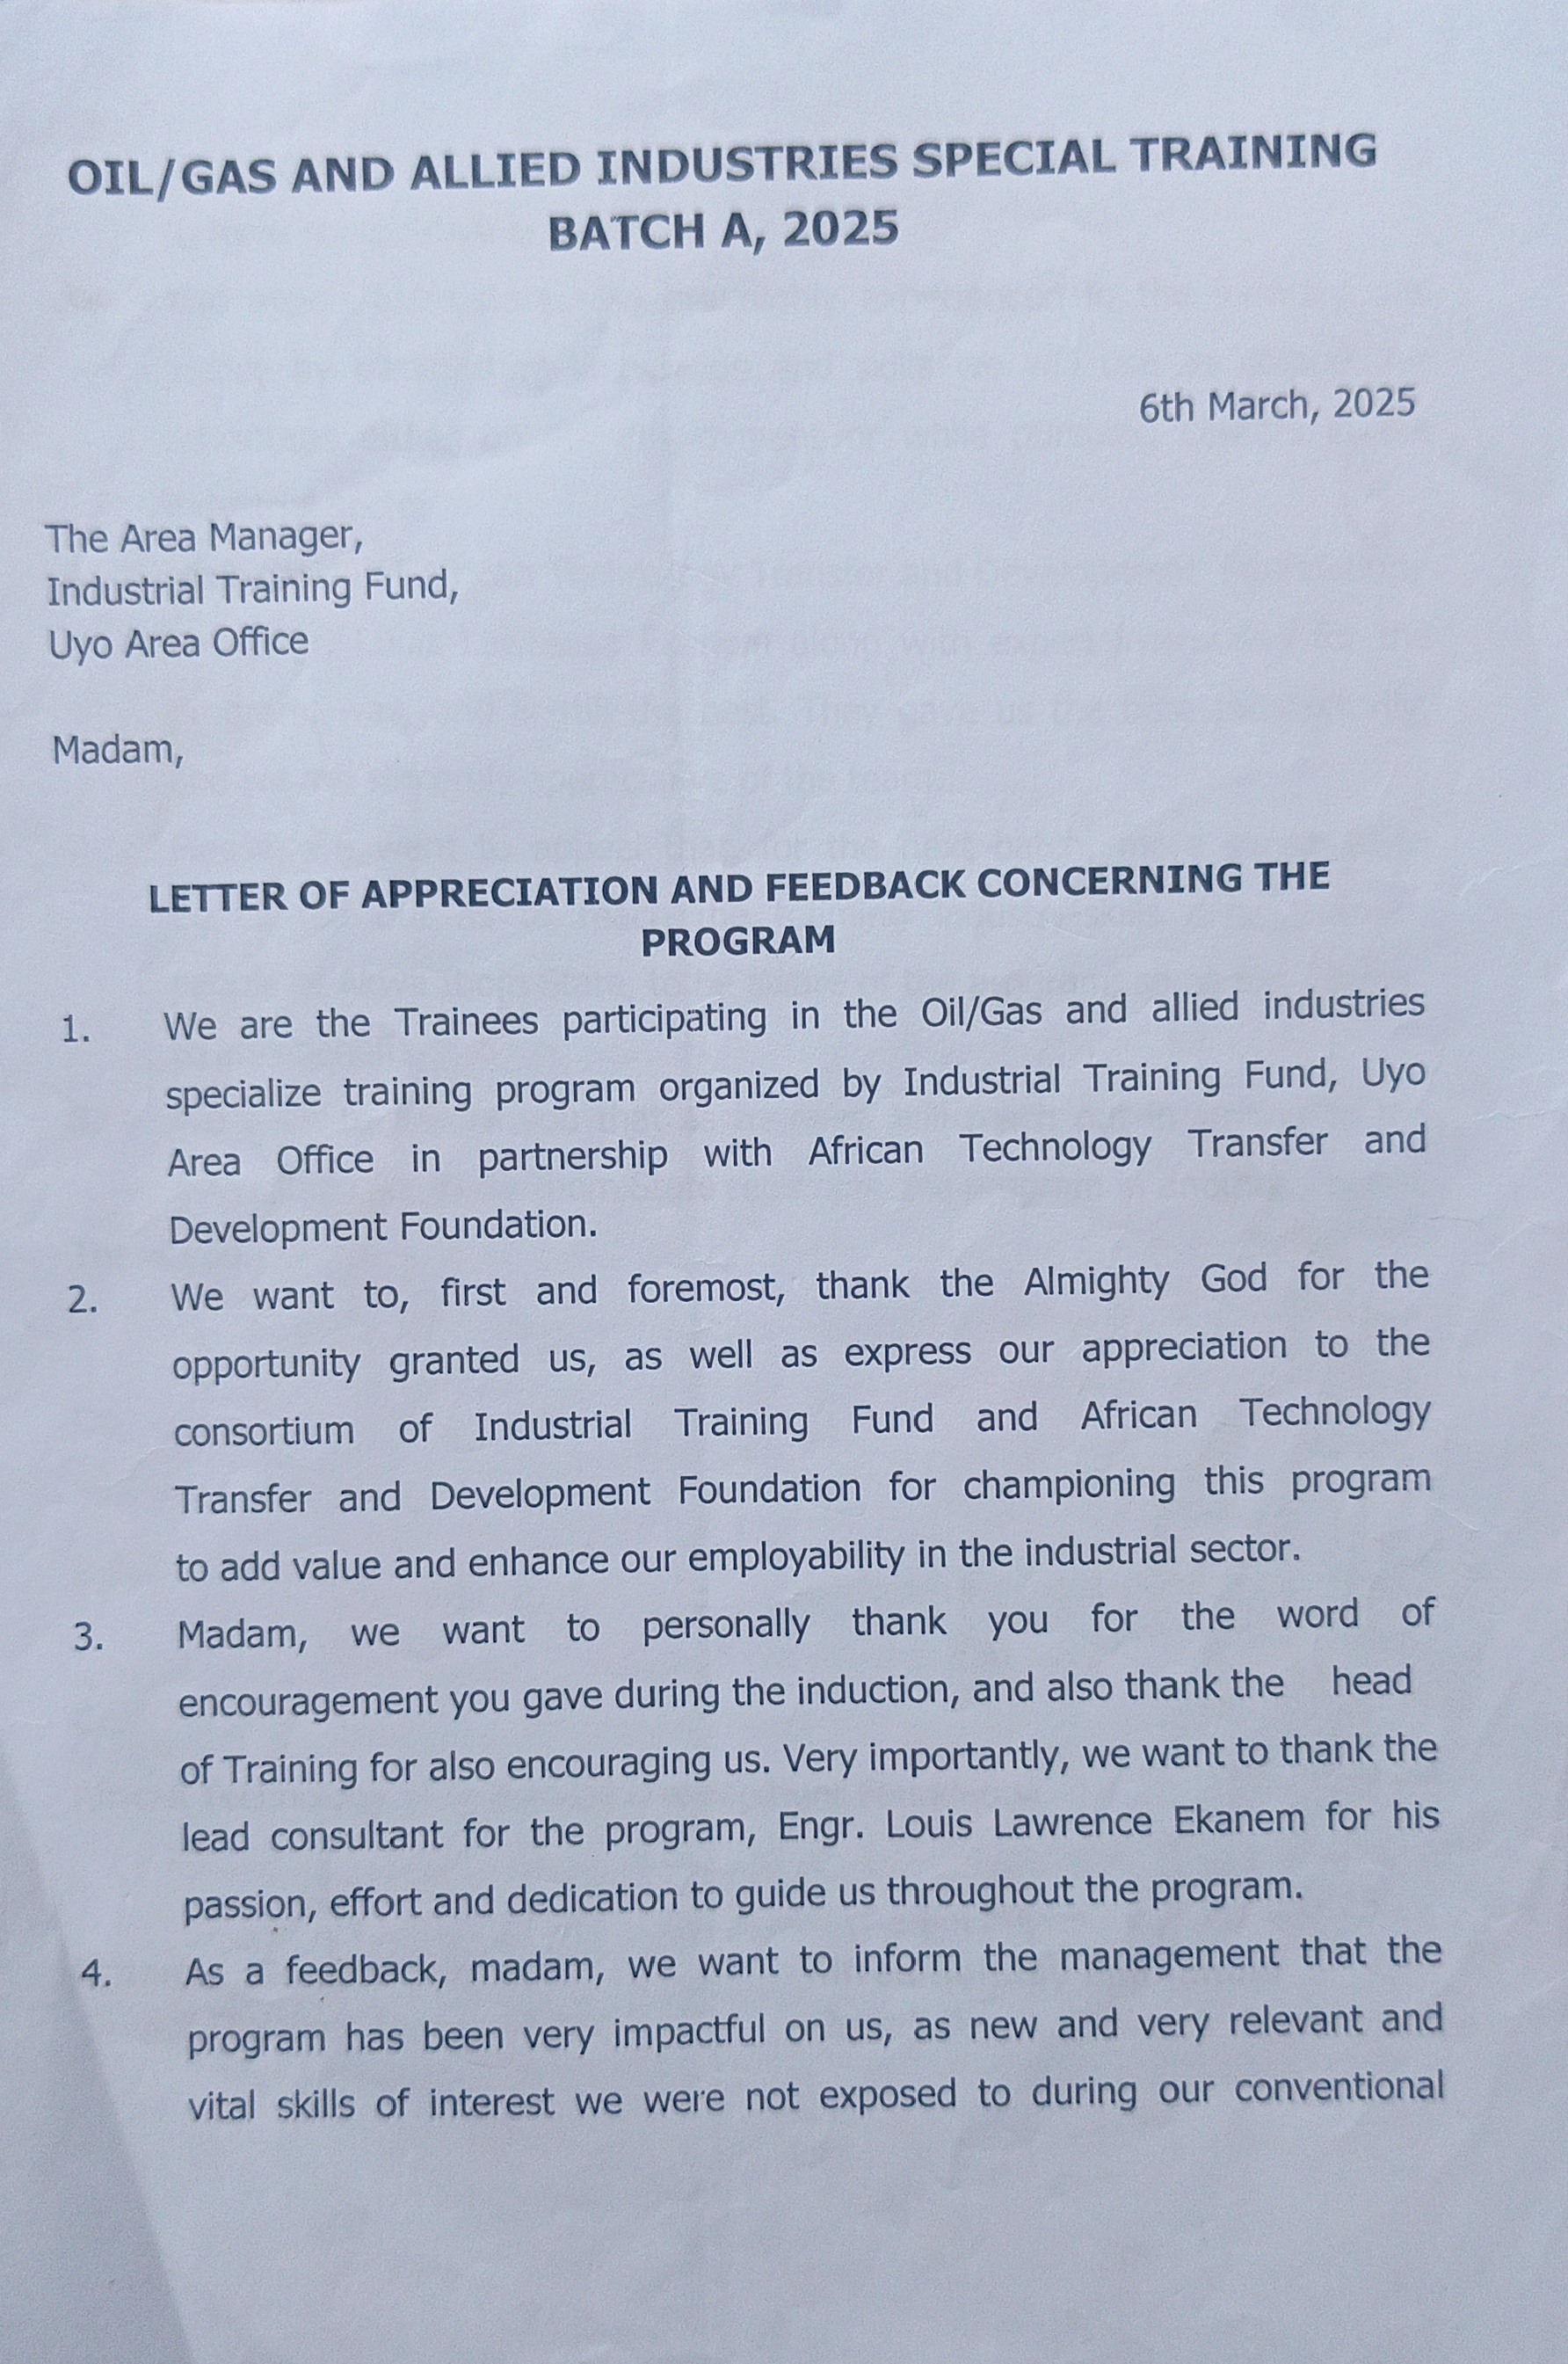 OIL/GAS AND ALLIED INDUSTRIES SPECIAL TRAINING
BATCH A, 2025
6th March, 2025
The Area Manager,
Industrial Training Fund,
Uyo Area Office
Madam,
LETTER OF APPRECIATION AND FEEDBACK CONCERNING THE
PROGRAM
1. We are the Trainees participating in the Oil/Gas and allied industries
specialize training program organized by Industrial Training Fund, Uyo
Area Office in partnership with African Technology Transfer and
Development Foundation.
2. We want to, first and foremost, thank the Almighty God for the
opportunity granted us, as well as express our appreciation to the
consortium of Industrial Training Fund and African Technology
Transfer and Development Foundation for championing this program
to add value and enhance our employability in the industrial sector.
3. Madam, we want to personally thank you for the word of
encouragement you gave during the induction, and also thank the head
of Training for also encouraging us. Very importantly, we want to thank the
lead consultant for the program, Engr. Louis Lawrence Ekanem for his
passion, effort and dedication to guide us throughout the program.
4. As a feedback, madam, we want to inform the management that the
program has been very impactful on us, as new and very relevant and
vital skills of interest we were not exposed to during our conventional